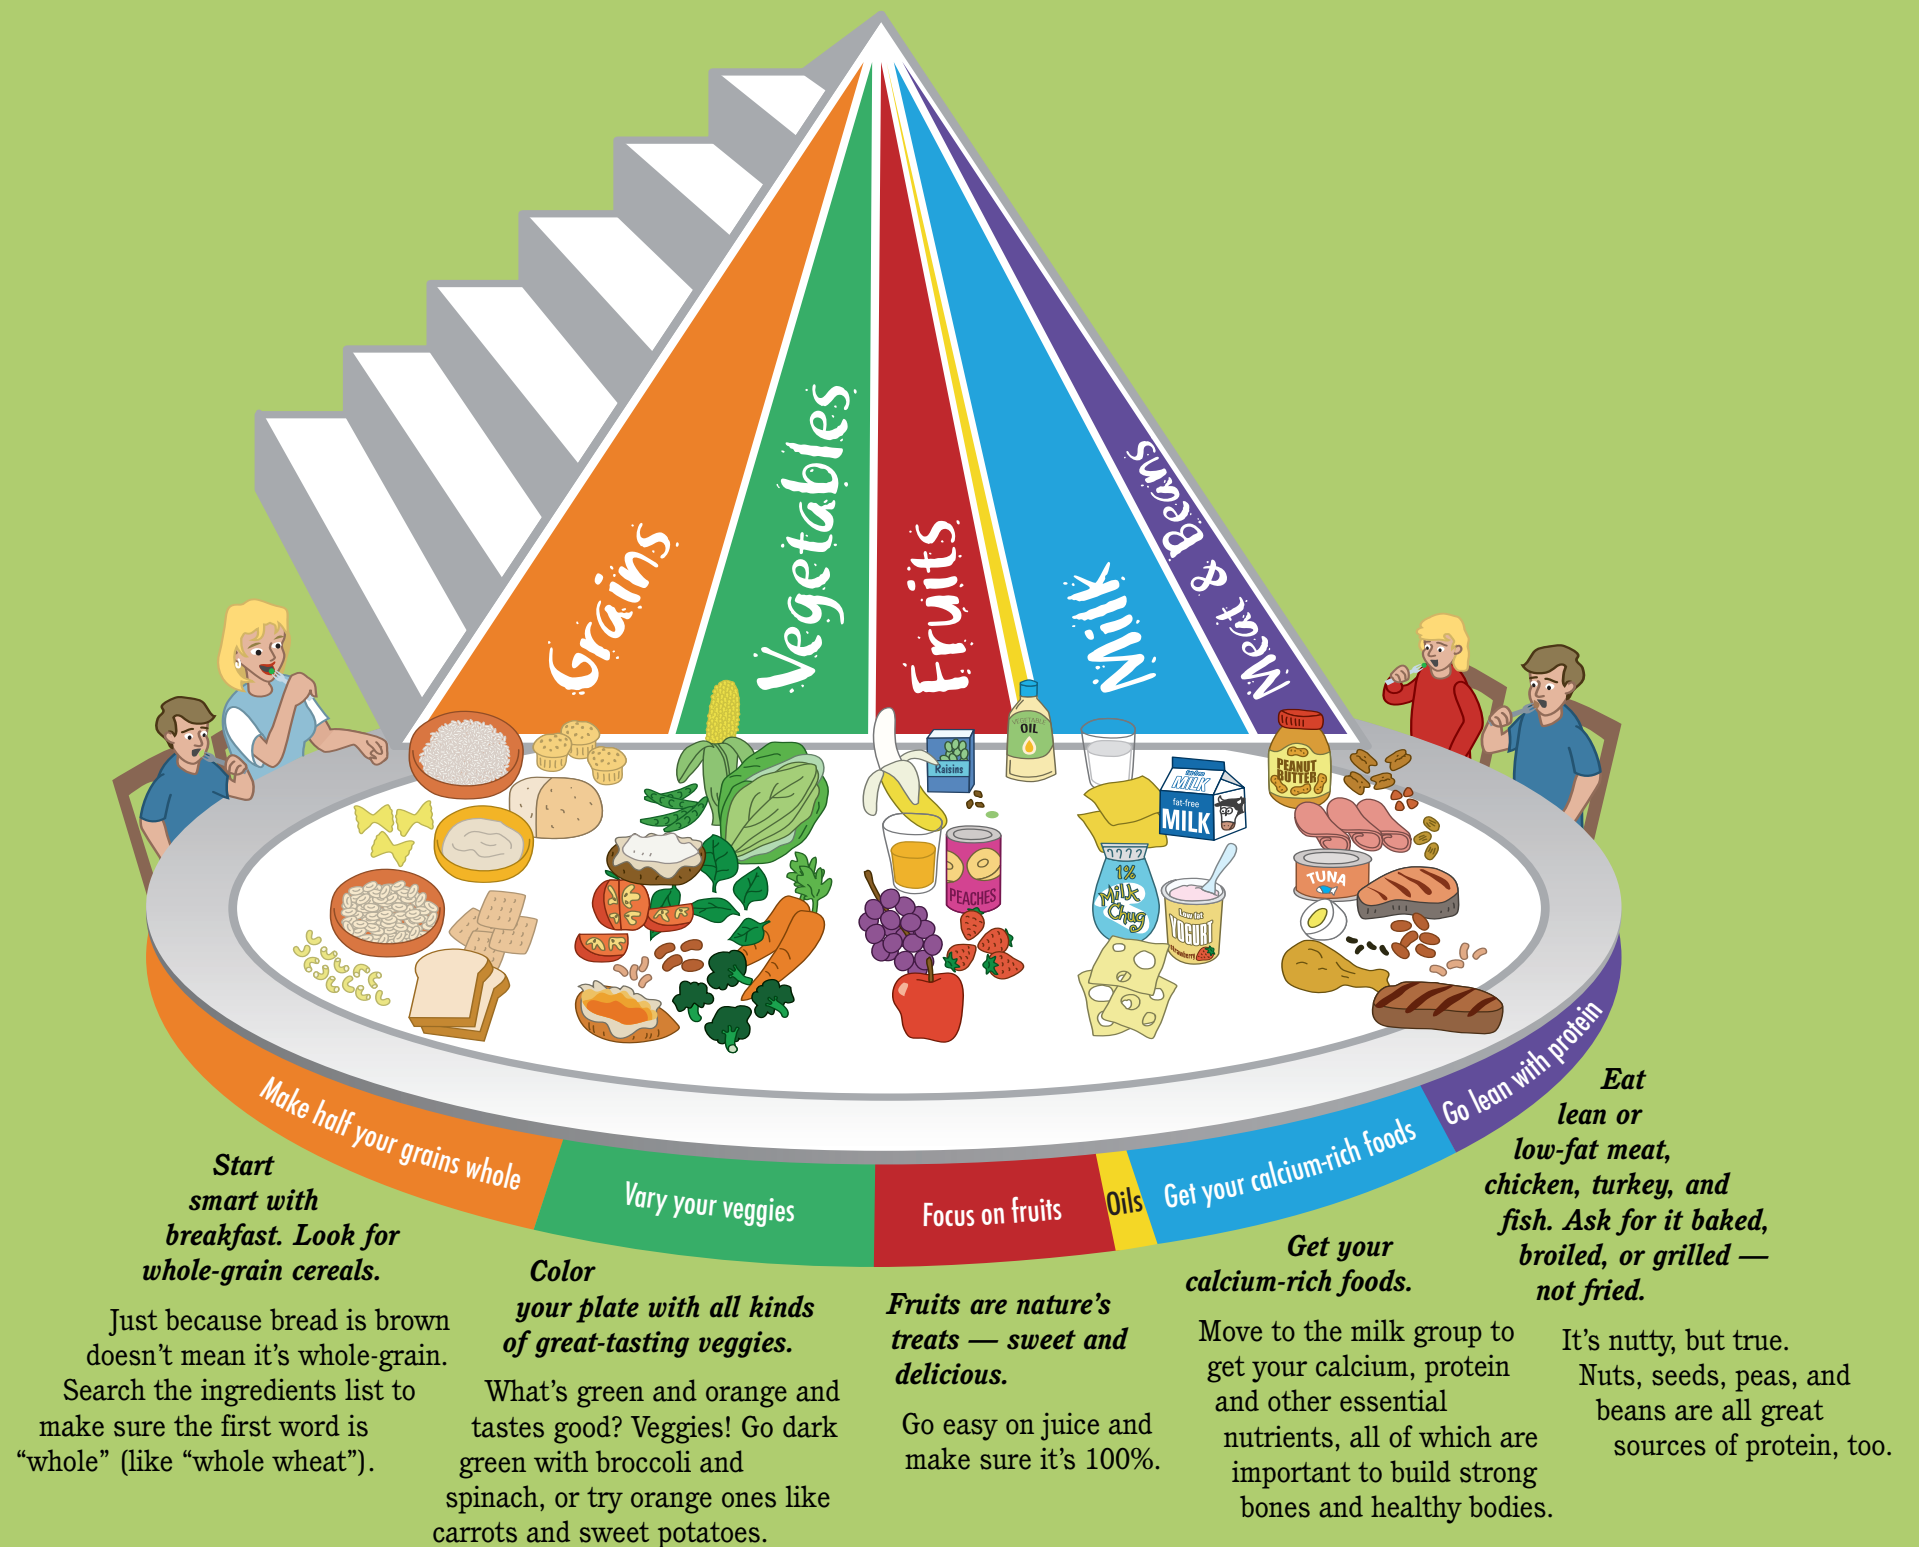 Grains
Vegetables
Fruits
Milk
Meat & Beans
Raisins
VEGETABLE
OIL
MILK
fat-free
MILK
PEANUT
BUTTER
PEACHES
1%
Milk
Chug
Low fat
YOGURT
Strawberry
TUNA
Make half your grains whole
Vary your veggies
Focus on fruits
Oils
Get your calcium-rich foods
Go lean with protein
Start
smart with
breakfast. Look for
whole-grain cereals.
Just because bread is brown
doesn’t mean it’s whole-grain.
Search the ingredients list to
make sure the first word is
“whole” (like “whole wheat”).
Color
your plate with all kinds
of great-tasting veggies.
What’s green and orange and
tastes good? Veggies! Go dark
green with broccoli and
spinach, or try orange ones like
carrots and sweet potatoes.
Fruits are nature’s
treats — sweet and
delicious.
Go easy on juice and
make sure it’s 100%.
Get your
calcium-rich foods.
Move to the milk group to
get your calcium, protein
and other essential
nutrients, all of which are
important to build strong
bones and healthy bodies.
Eat
lean or
low-fat meat,
chicken, turkey, and
fish. Ask for it baked,
broiled, or grilled —
not fried.
It’s nutty, but true.
Nuts, seeds, peas, and
beans are all great
sources of protein, too.